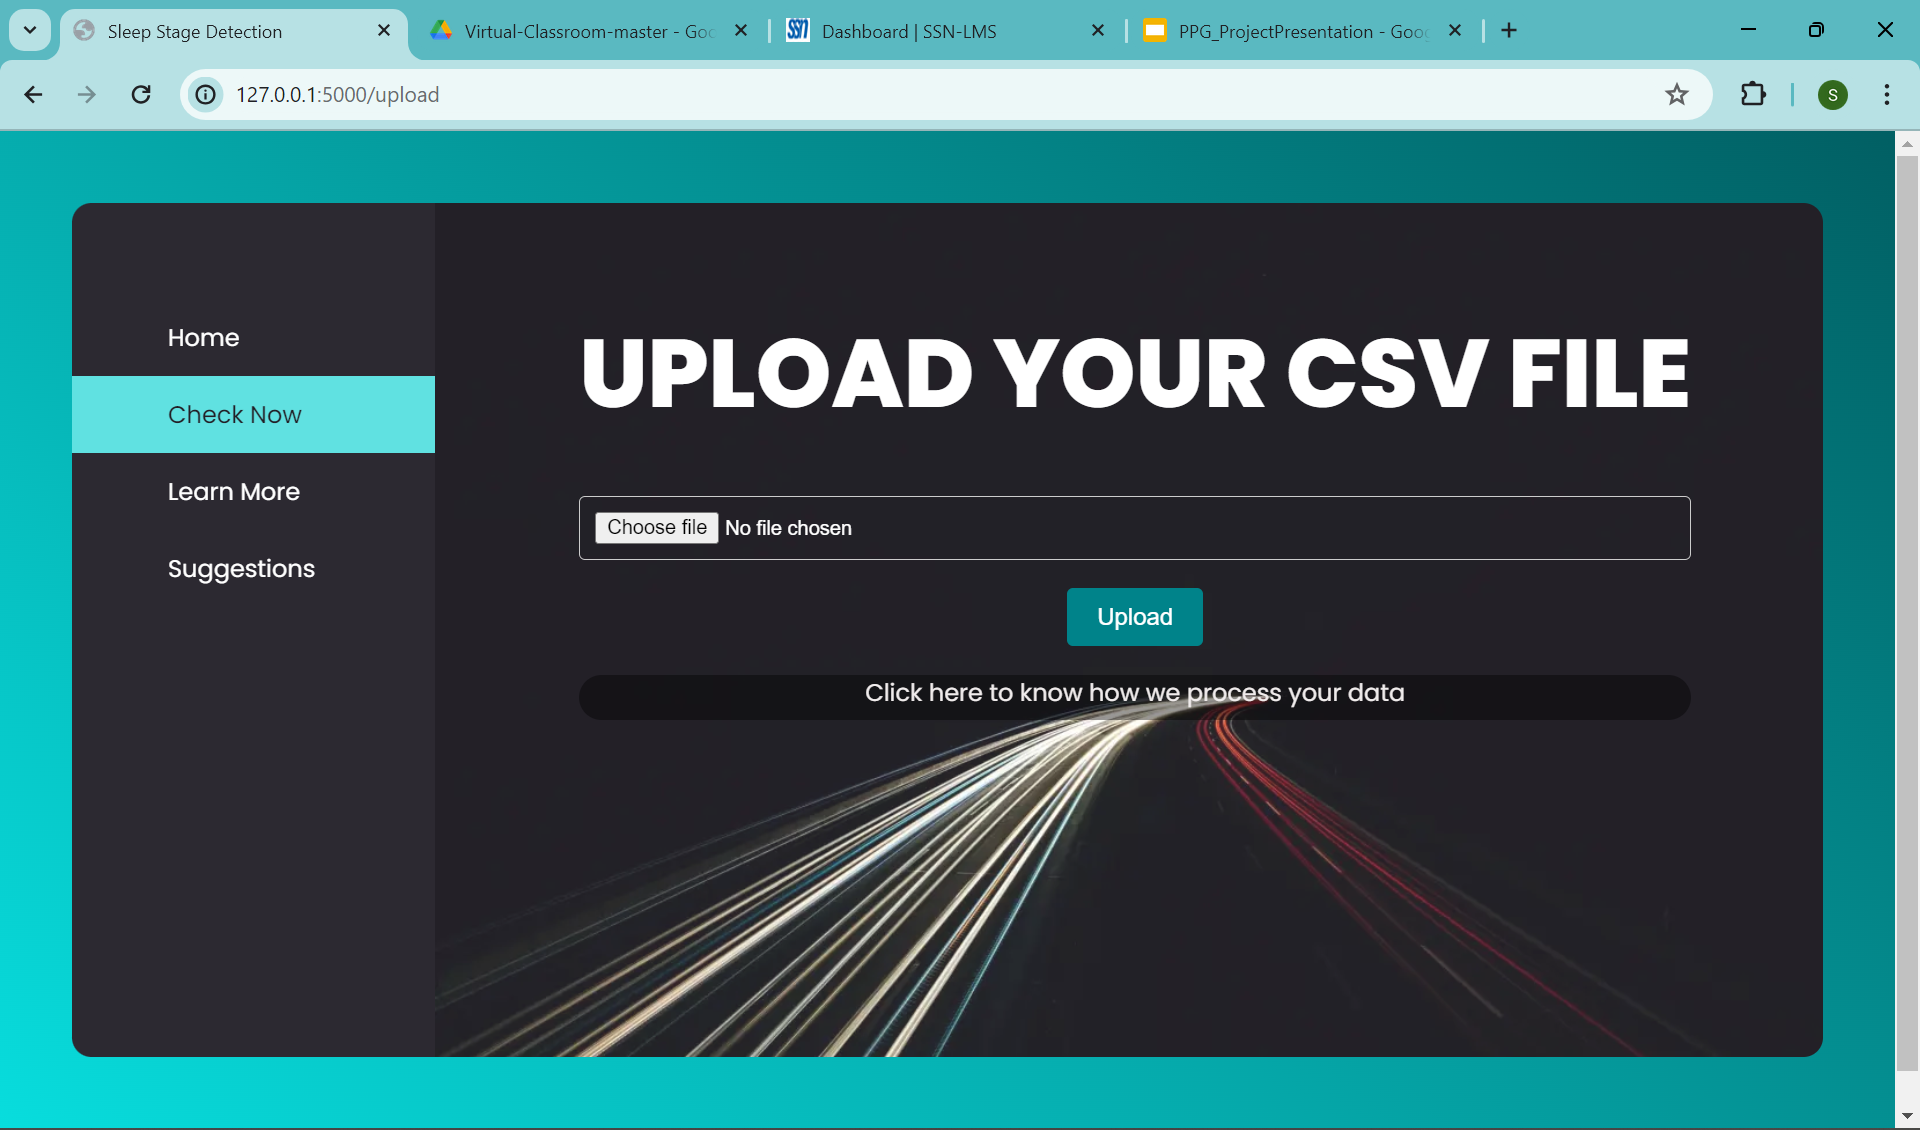 Sleep Stage Detection
Virtual-Classroom-master - Goo
SSN
Dashboard | SSN-LMS
PPG_ProjectPresentation - Goog
127.0.0.1:5000/upload
S
Home
Check Now
Learn More
Suggestions
UPLOAD YOUR CSV FILE
Choose file No file chosen
Upload
Click here to know how we process your data